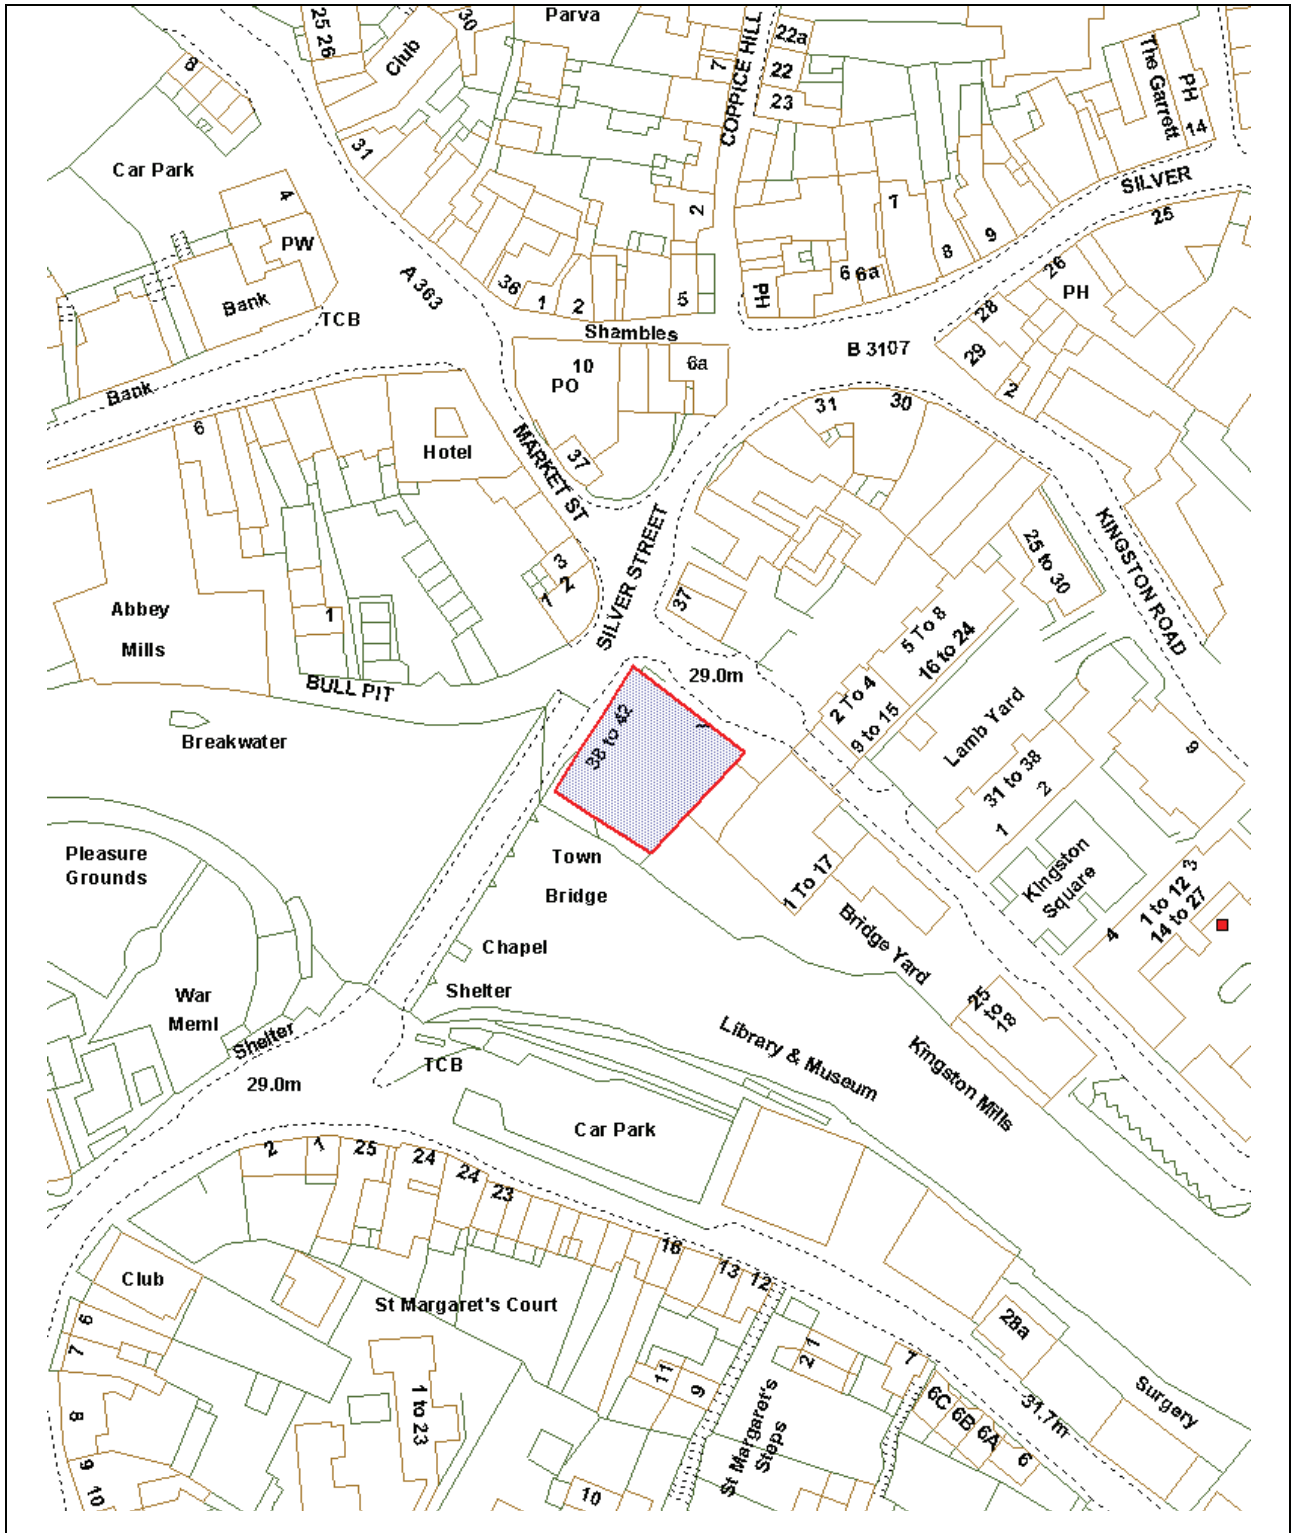 25 26
Club
30
Parva
7
COPPICE HILL
22a
22
23
The Garrett
PH
14
8
Car Park
31
4
PW
Bank
TCB
Bank
A 363
36
1
2
5
2
PH
6
6a
7
8
9
SILVER
25
26
PH
28
29
2
Shambles
B 3107
10
PO
6a
37
31
30
6
Hotel
MARKET ST
3
2
1
SILVER STREET
37
25 to 30
KINGSTON ROAD
Abbey
Mills
1
BULL PIT
Breakwater
29.0m
38 to 42
5 To 8
16 to 24
2 To 4
9 to 15
Lamb Yard
31 to 38
2
1
9
Kingston
Square
3
1 to 12
14 to 27
4
Town
Bridge
1 To 17
Bridge Yard
Pleasure
Grounds
Chapel
Shelter
War
Meml
Shelter
29.0m
TCB
Library & Museum
25 to 18
Kingston Mills
Car Park
2
1
25
24
24
23
16
13
12
Club
St Margaret's Court
6
7
8
9
10
1 to 23
11
9
10
St Margaret's
Steps
1
2
7
6C
6B
6A
6
28a
31.7m
Surgery